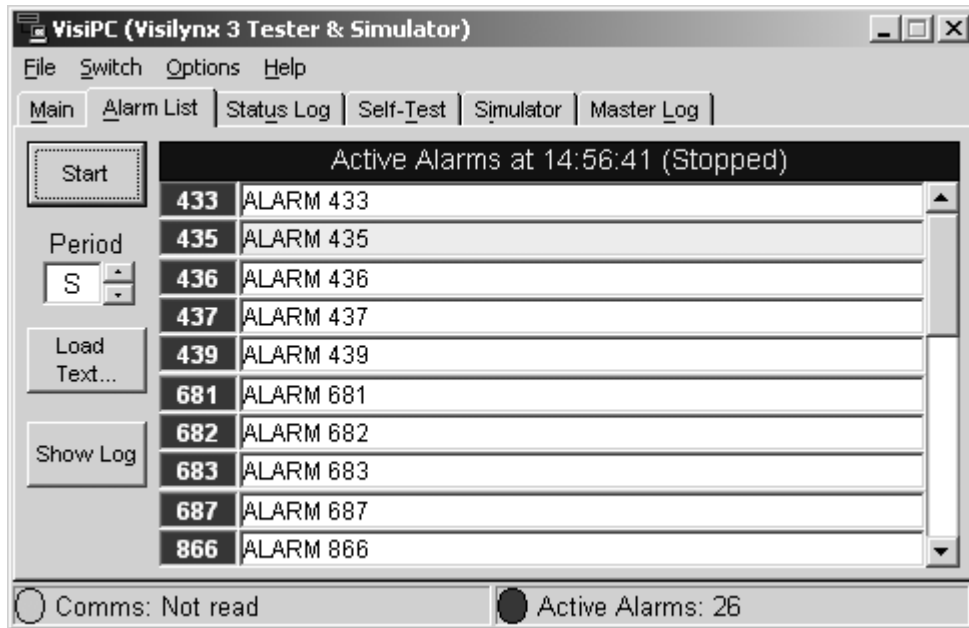 VisiPC (Visilynx 3 Tester & Simulator)
File Switch Options Help
Main Alarm List Status Log Self-Test Simulator Master Log
Start
Active Alarms at 14:56:41 (Stopped)
433 ALARM 433
Period
435 ALARM 435
S
436 ALARM 436
437 ALARM 437
Load
Text...
439 ALARM 439
681 ALARM 681
Show Log
682 ALARM 682
683 ALARM 683
687 ALARM 687
866 ALARM 866
Comms: Not read
Active Alarms: 26